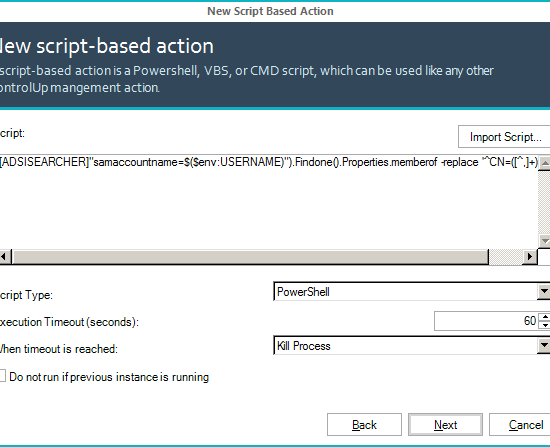 New Script Based Action
New script-based action
script-based action is a Powershell, VBS, or CMD script, which can be used like any other
ontrolUp mangement action.
cript:
Import Script...
[ADSISEARCHER]"samaccountname=$($env:USERNAME)").Findone().Properties.memberof -replace '^CN=([^,]+)
cript Type:
PowerShell
xecution Timeout (seconds):
60
When timeout is reached:
Kill Process
Do not run if previous instance is running
Back
Next
Cancel